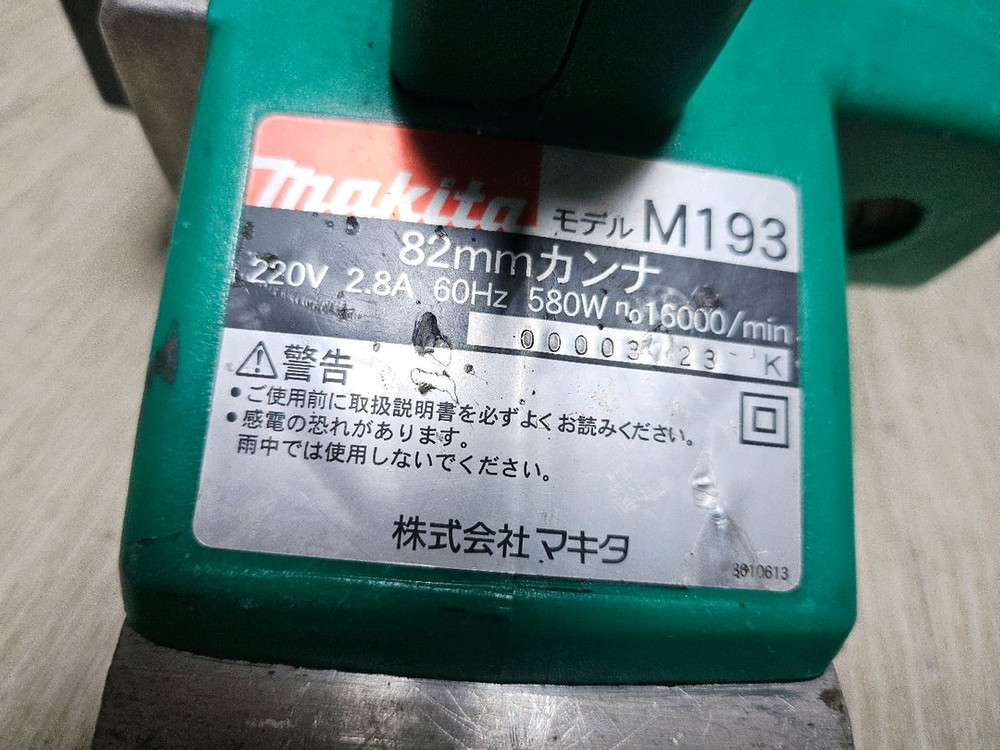 makita
モデル M193
82mmカンナ
220V 2.8A 60Hz 580W n₀16000/min
K
警告
•ご使用前に取扱説明書を必ずよくお読みください。
•感電の恐れがあります。
雨中では使用しないでください。
株式会社マキタ
3610613